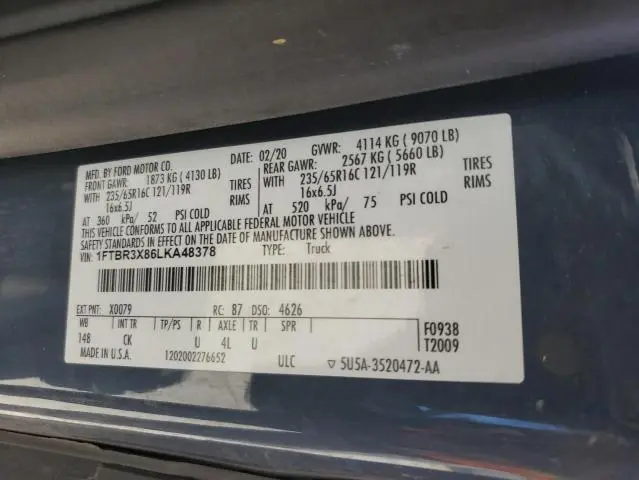 MFD. BY FORD MOTOR CO.
DATE: 02/20 GVWR: 4114 KG ( 9070 LB)
FRONT GAWR: 1873 KG ( 4130 LB) REAR GAWR: 2567 KG ( 5660 LB)
WITH 235/65R16C 121/119R TIRES WITH 235/65R16C 121/119R TIRES
16x6.5J RIMS 16x6.5J RIMS
AT 360 kPa/ 52 PSI COLD AT 520 kPa/ 75 PSI COLD
THIS VEHICLE CONFORMS TO ALL APPLICABLE FEDERAL MOTOR VEHICLE
SAFETY STANDARDS IN EFFECT ON THE DATE OF MANUFACTURE SHOWN ABOVE.
VIN: 1FTBR3X86LKA48378 TYPE: Truck
EXT PNT: X0079 RC: 87 DSO: 4626
WB INT TR TP/PS R AXLE TR SPR F0938
148 CK U 4L U T2009
MADE IN U.S.A. 1202002276652 ULC ▽ 5U5A-3520472-AA